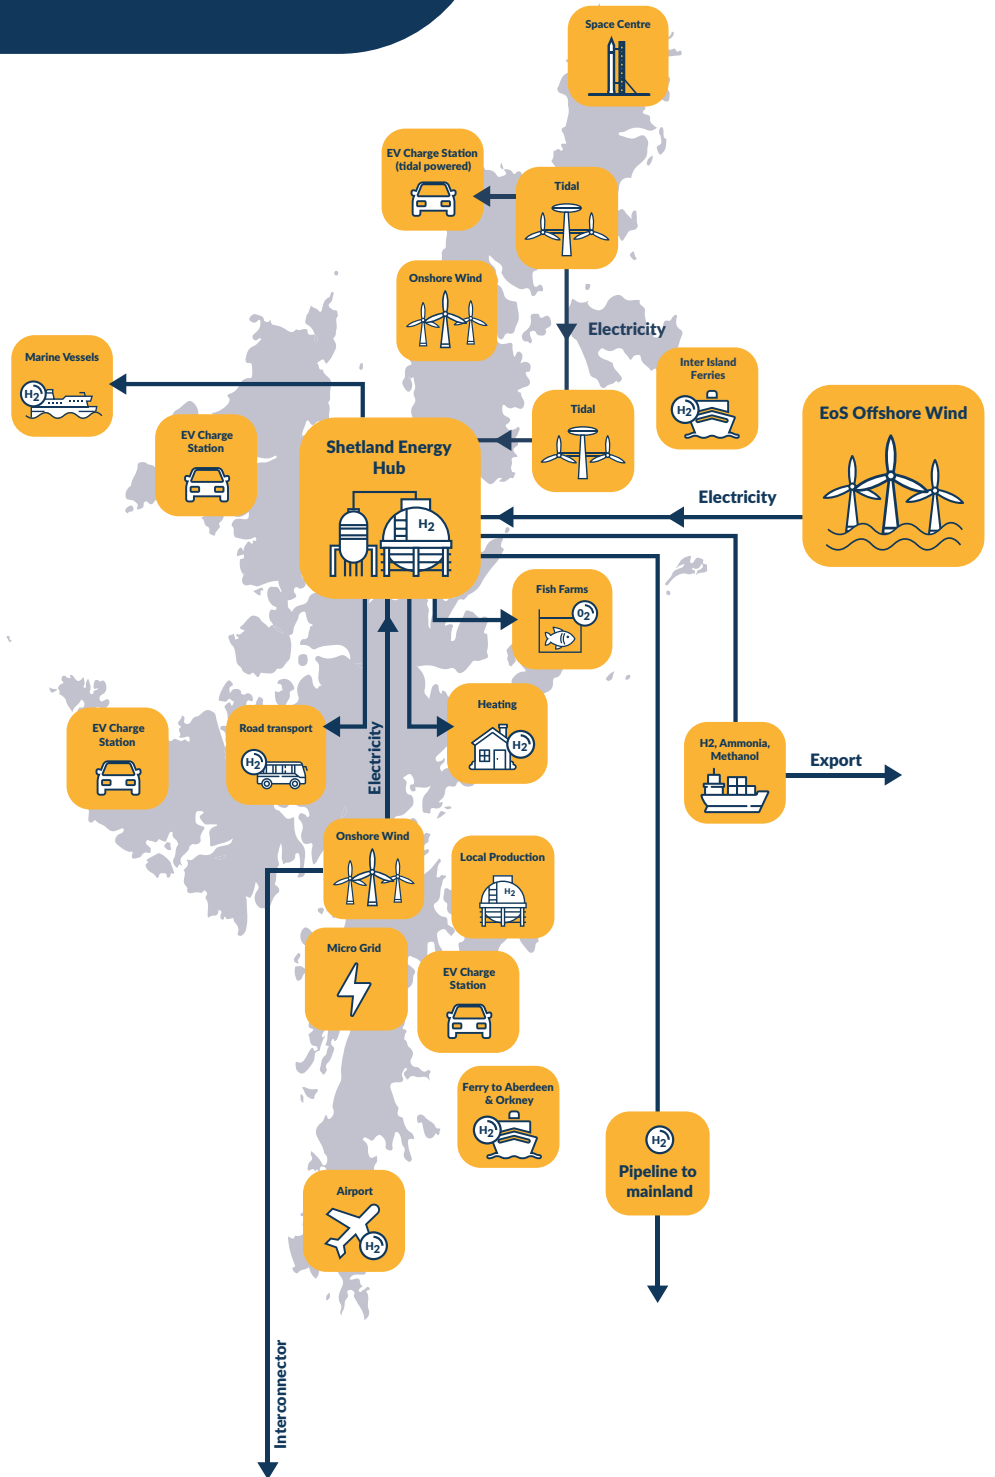 Space Centre
EV Charge Station
(tidal powered)
Tidal
Onshore Wind
Electricity
Marine Vessels
H2
Inter Island
Ferries
H2
EoS Offshore Wind
Tidal
EV Charge
Station
Shetland Energy
Hub
H2
Electricity
Fish Farms
02
Heating
H2
EV Charge
Station
Road transport
H2
Electricity
H2, Ammonia,
Methanol
Export
Onshore Wind
Local Production
H2
Micro Grid
EV Charge
Station
Ferry to Aberdeen
& Orkney
H2
H2
Pipeline to
mainland
Airport
H2
Interconnector